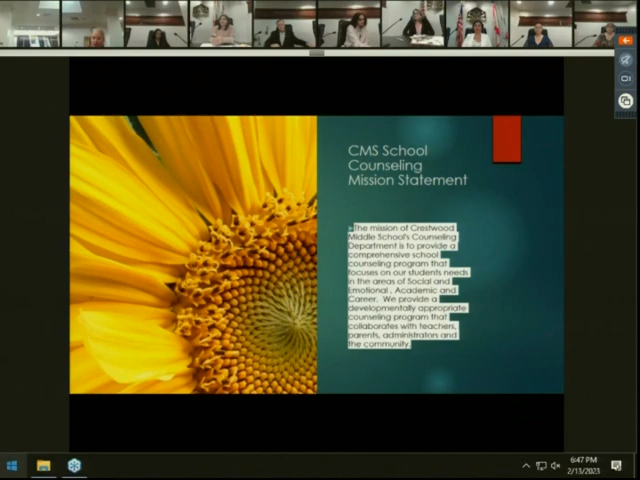 CMS School
Counseling
Mission Statement
The mission of Crestwood
Middle School's Counseling
Department is to provide a
comprehensive school
counseling program that
focuses on our students needs
in the areas of Social and
Emotional , Academic and
Career.  We provide a
developmentally appropriate
counseling program that
collaborates with teachers,
parents, administrators and
the community.
6:47 PM
2/13/2023